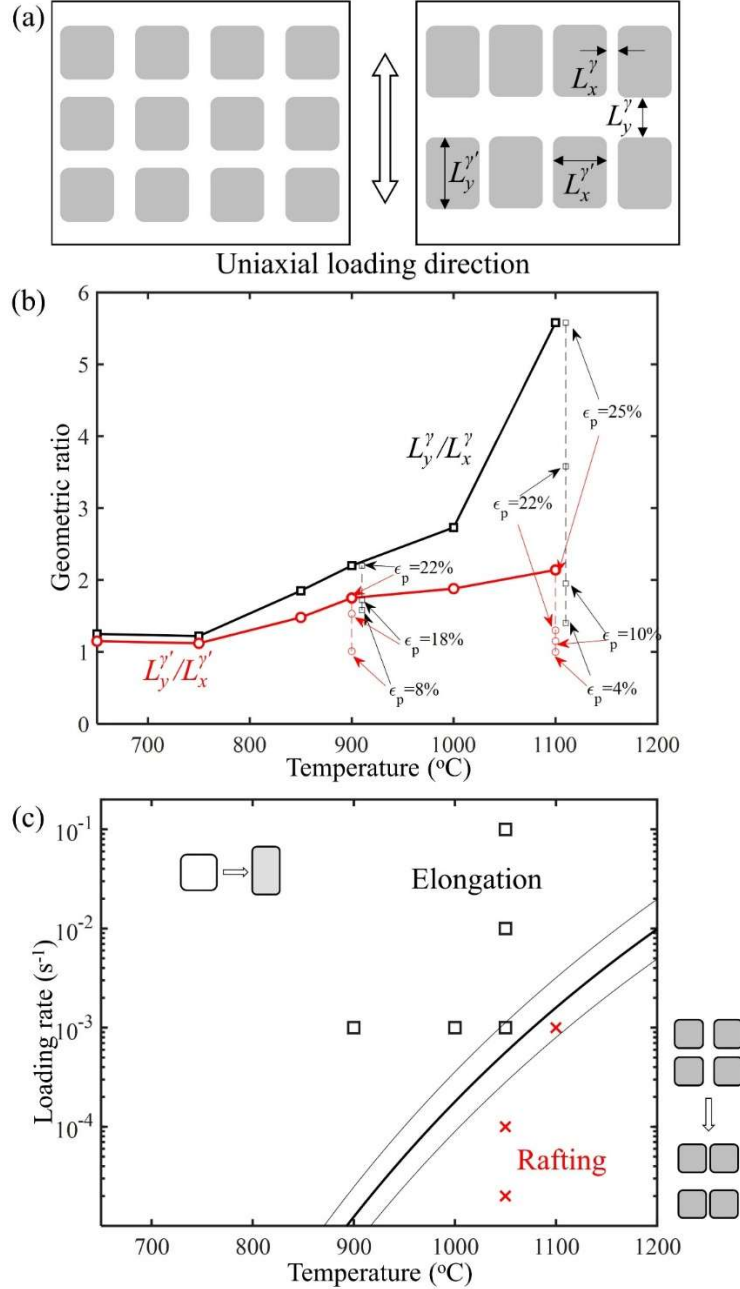 (a)
L_x^γ
L_y^γ
L_y^γ'
L_x^γ'
Uniaxial loading direction
(b)
6
5
4
3
2
1
0
Geometric ratio
L_y^γ/L_x^γ
L_y^γ'/L_x^γ'
ϵ_p=25%
ϵ_p=22%
ϵ_p=22%
ϵ_p=18%
ϵ_p=10%
ϵ_p=8%
ϵ_p=4%
700 800 900 1000 1100 1200
Temperature (°C)
(c)
10^-1
10^-2
10^-3
10^-4
Loading rate (s^-1)
Elongation
Rafting
700 800 900 1000 1100 1200
Temperature (°C)